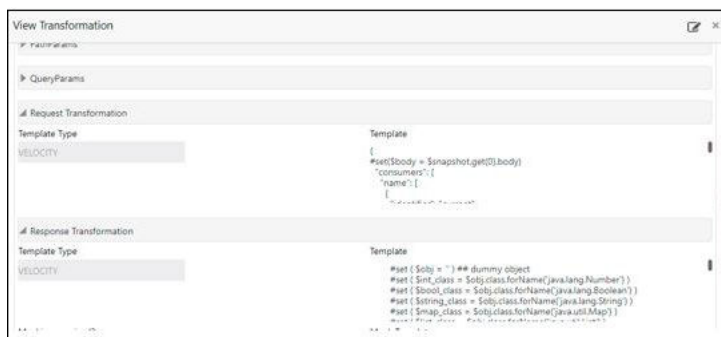 View Transformation
PathParams
QueryParams
Request Transformation
Template Type
Template
VELOCITY
{
#set($body = $snapshot.get(0).body)
"consumers": [
"name": [
{
"identified": "current"
Response Transformation
Template Type
Template
VELOCITY
#set ( $obj = '' ) ## dummy object
#set ( $int_class = $obj.class.forName('java.lang.Number') )
#set ( $bool_class = $obj.class.forName('java.lang.Boolean') )
#set ( $string_class = $obj.class.forName('java.lang.String') )
#set ( $map_class = $obj.class.forName('java.util.Map') )